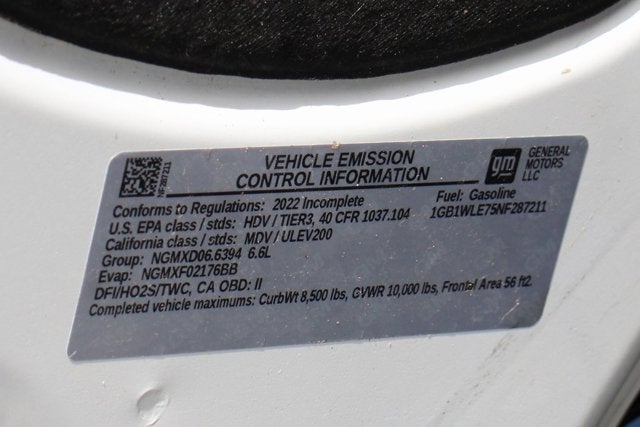 VEHICLE EMISSION
CONTROL INFORMATION
NF287211
gm GENERAL MOTORS LLC
Conforms to Regulations: 2022 Incomplete
Fuel: Gasoline
U.S. EPA class / stds: HDV / TIER3, 40 CFR 1037.104
1GB1WLE75NF287211
California class / stds: MDV / ULEV200
Group: NGMXD06.6394 6.6L
Evap: NGMXF02176BB
DFI/HO2S/TWC, CA OBD: II
Completed vehicle maximums: CurbWt 8,500 lbs, GVWR 10,000 lbs, Frontal Area 56 ft2.